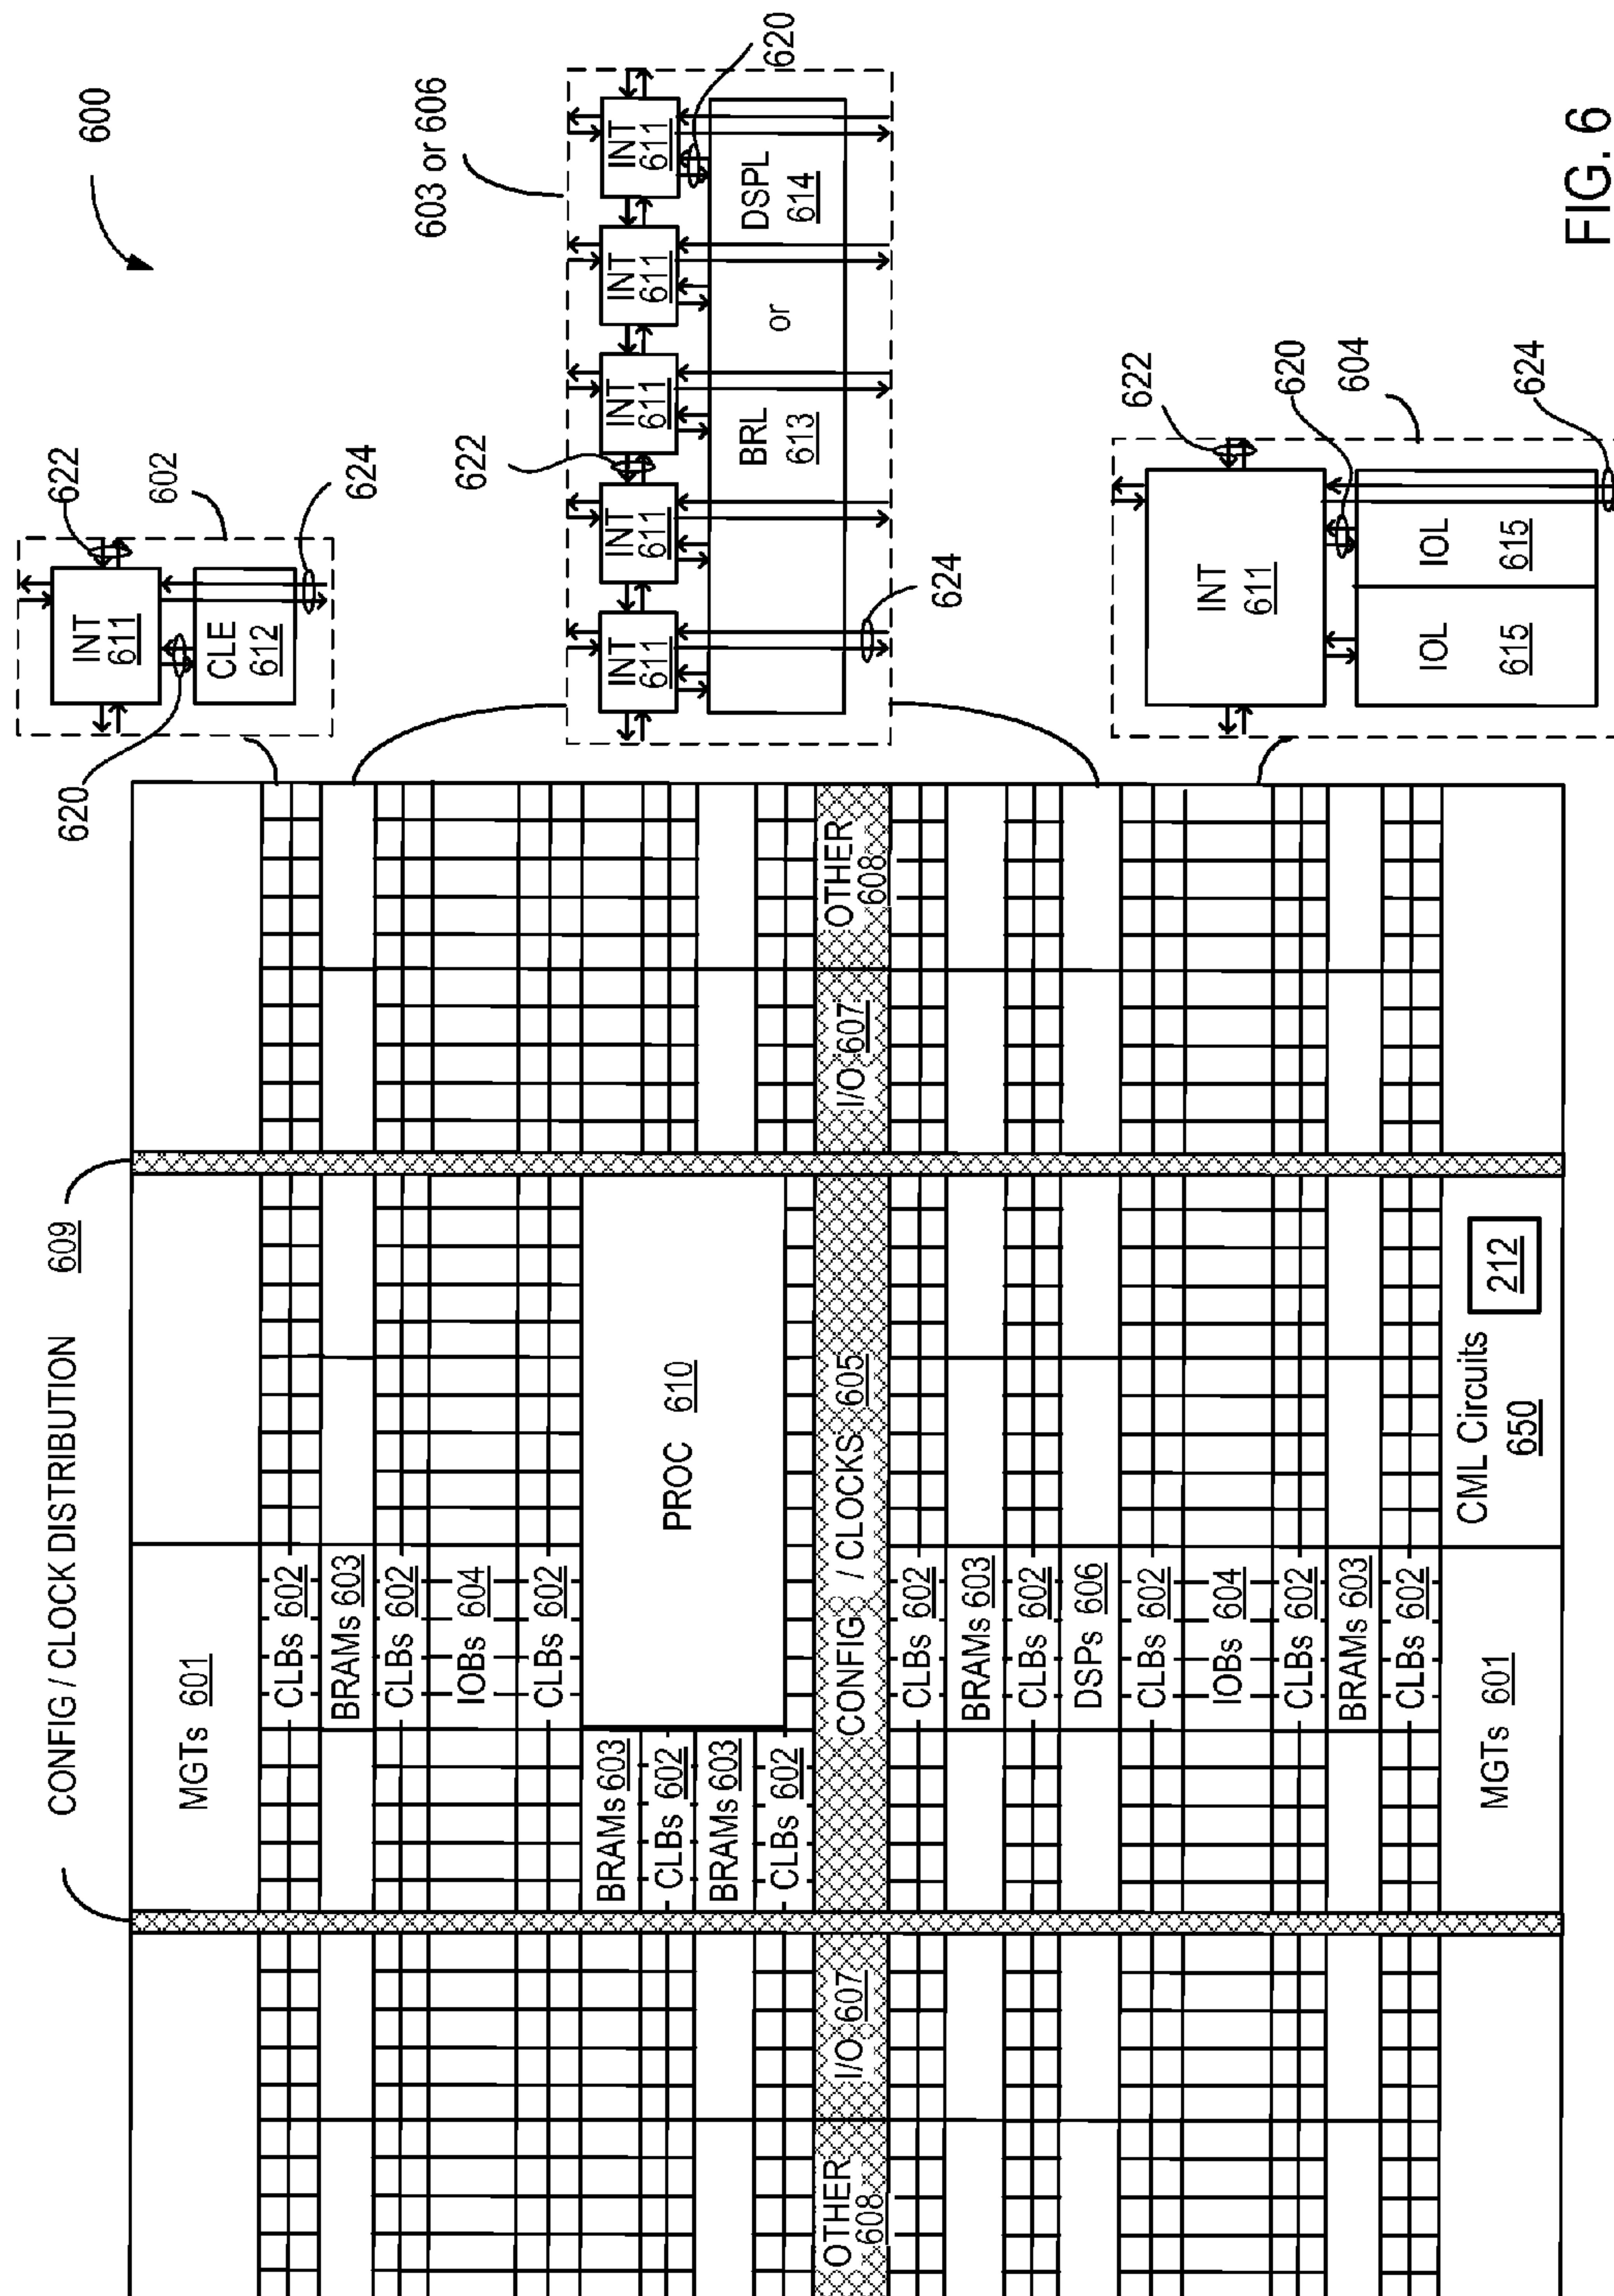 600
CONFIG / CLOCK DISTRIBUTION 609
MGTs 601
CLBs 602
BRAMs 603
CLBs 602
IOBs 604
CLBs 602
BRAMs 603
CLBs 602
BRAMs 603
CLBs 602
PROC 610
OTHER
608
I/O 607
CONFIG / CLOCKS 605
I/O 607
OTHER
608
CLBs 602
BRAMs 603
CLBs 602
DSPs 606
CLBs 602
IOBs 604
CLBs 602
BRAMs 603
CLBs 602
MGTs 601
CML Circuits
650
212
620
INT
611
CLE
612
622
602
624
603 or 606
622
INT
611
INT
611
INT
611
INT
611
INT
611
620
BRL
613
or
DSPL
614
624
622
INT
611
620
604
IOL
615
IOL
615
624
FIG. 6